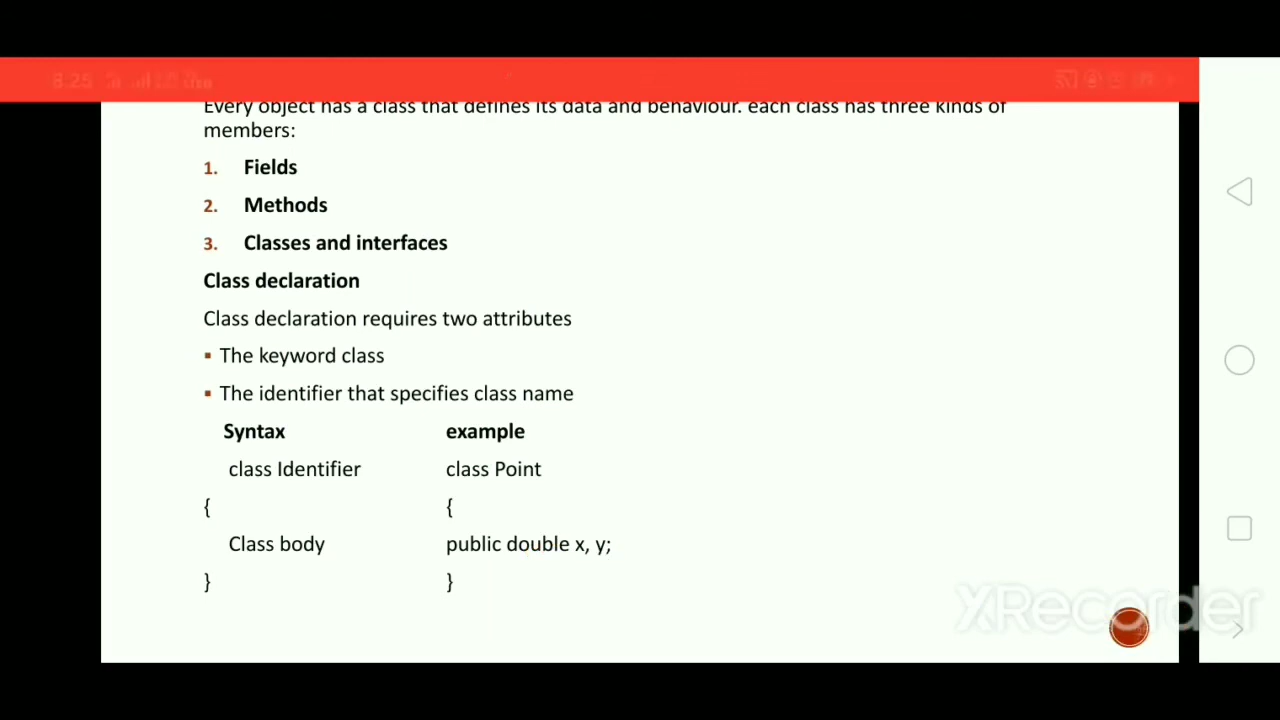 8:25
Every object has a class that defines its data and behaviour. each class has three kinds of
members:
1. Fields
2. Methods
3. Classes and interfaces
Class declaration
Class declaration requires two attributes
▪ The keyword class
▪ The identifier that specifies class name
Syntax example
class Identifier class Point
{ {
Class body public double x, y;
} }
XRecorder